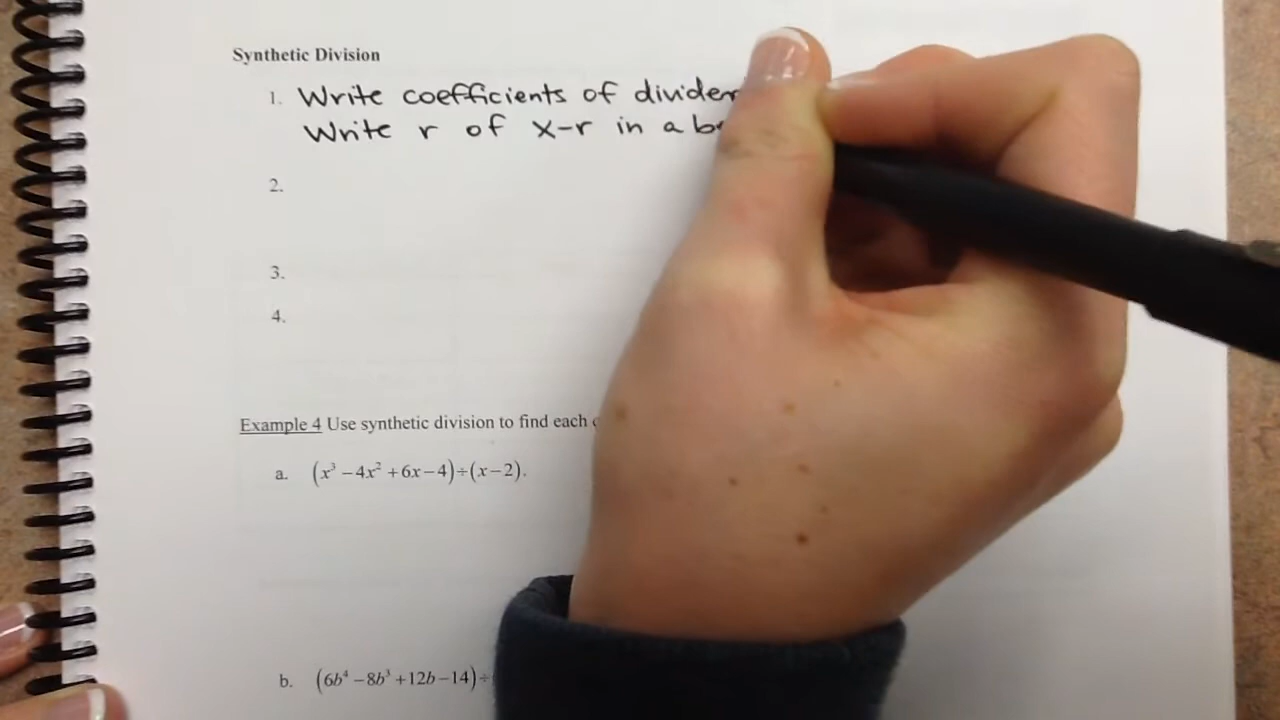 Synthetic Division
1. Write coefficients of
Write r of x-r in a
2.
3.
4.
Example 4 Use synthetic division to find each
a. (x³ − 4x² + 6x − 4) ÷ (x − 2).
b. (6b⁴ − 8b³ + 12b − 14) ÷